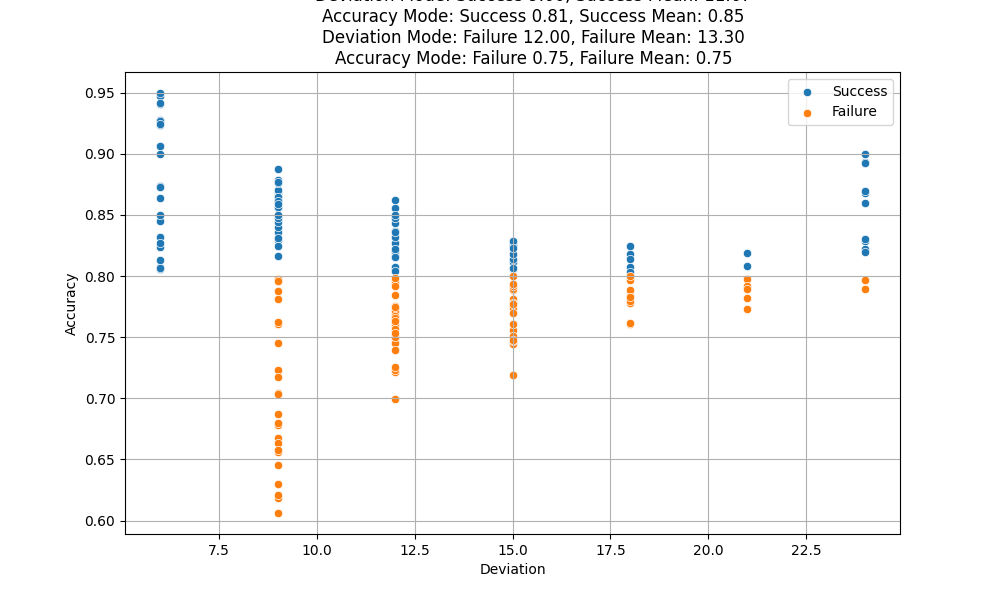 Accuracy Mode: Success 0.81, Success Mean: 0.85
Deviation Mode: Failure 12.00, Failure Mean: 13.30
Accuracy Mode: Failure 0.75, Failure Mean: 0.75
Success
Failure
0.95
0.90
0.85
0.80
0.75
0.70
0.65
0.60
Accuracy
7.5
10.0
12.5
15.0
17.5
20.0
22.5
Deviation